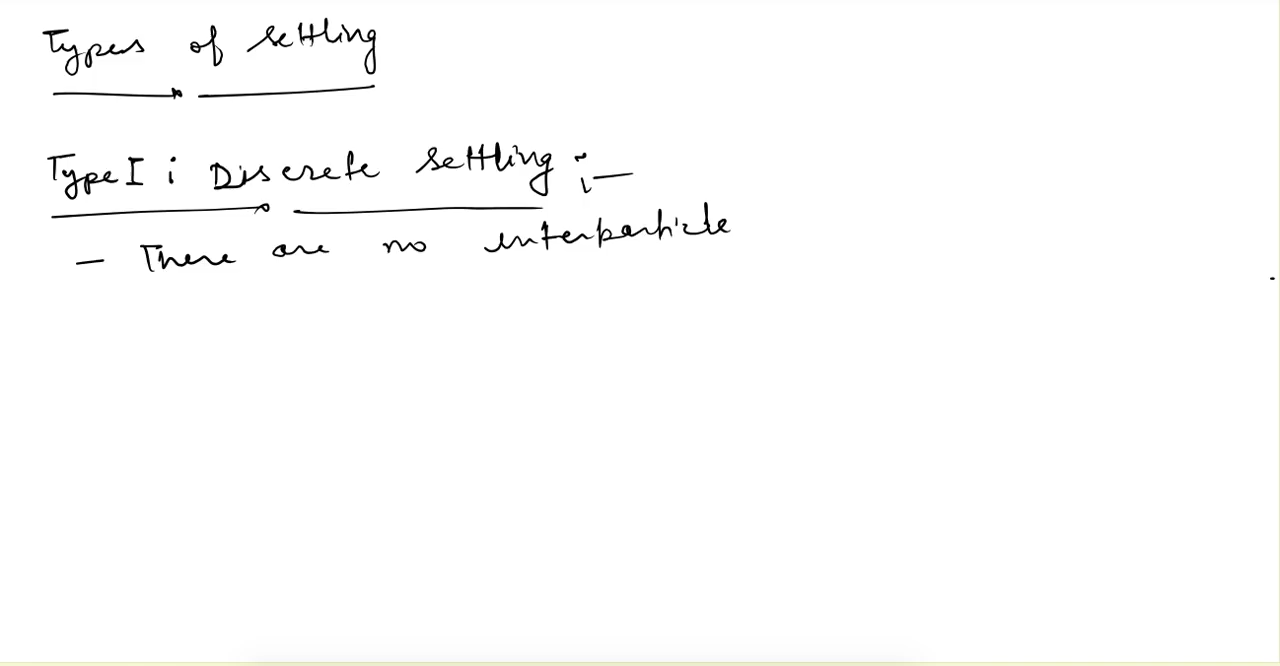 Types of settling
Type I : Discrete settling :-
- There are no interparticle